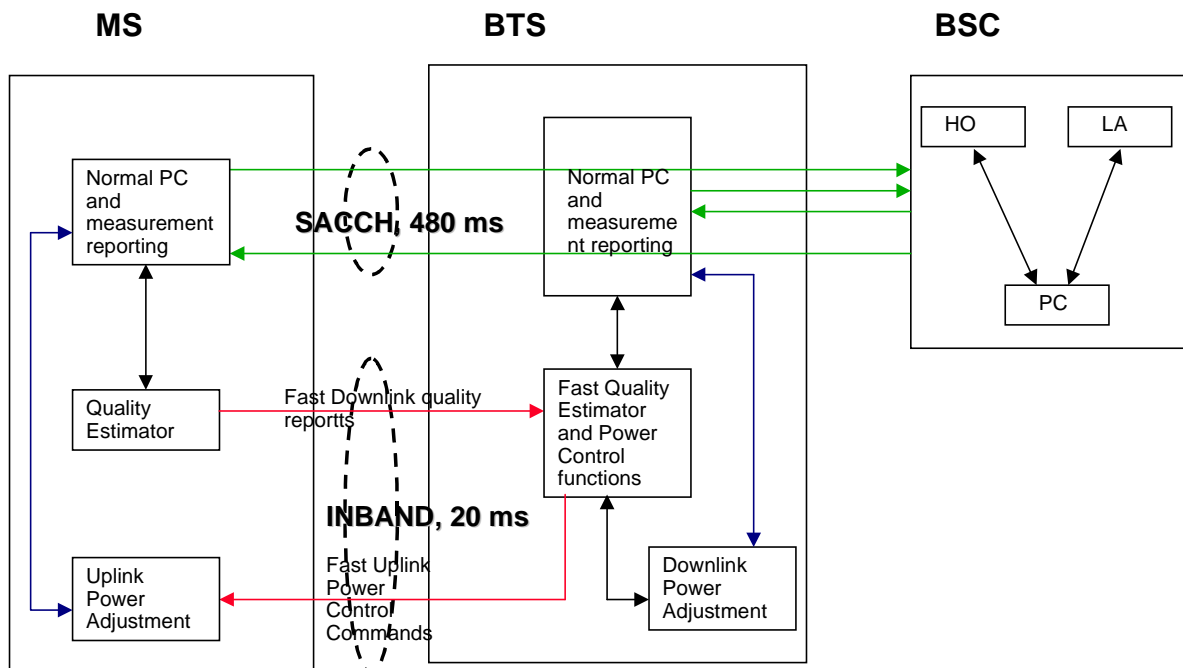 MS
BTS
BSC
HO
LA
Normal PC
and
measurement
reporting
SACCH, 480 ms
Normal PC
and
measureme
nt reporting
PC
Quality
Estimator
Fast Downlink quality
reportts
Fast Quality
Estimator
and Power
Control
functions
INBAND, 20 ms
Uplink
Power
Adjustment
Fast Uplink
Power
Control
Commands
Downlink
Power
Adjustment